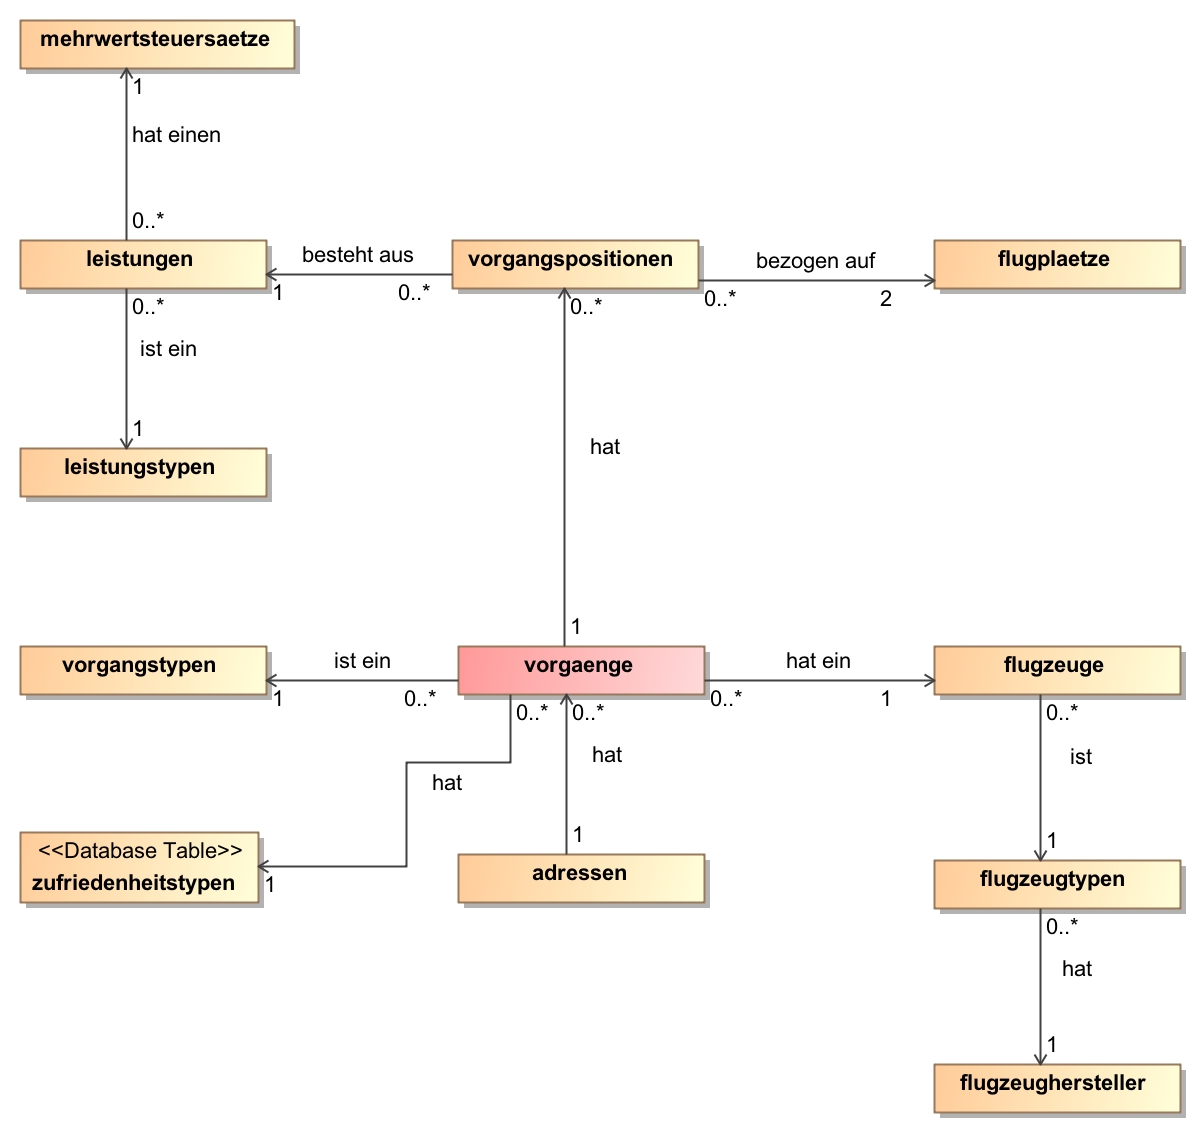 mehrwertsteuersaetze
1
hat einen
0..*
leistungen
besteht aus
vorgangspositionen
bezogen auf
flugplaetze
1
0..*
0..*
2
0..*
0..*
ist ein
1
leistungstypen
hat
1
vorgangstypen
ist ein
vorgaenge
hat ein
flugzeuge
1
0..*
0..*
1
0..*
0..*
0..*
hat
hat
ist
1
1
<<Database Table>>
zufriedenheitstypen
1
adressen
flugzeugtypen
0..*
hat
1
flugzeughersteller